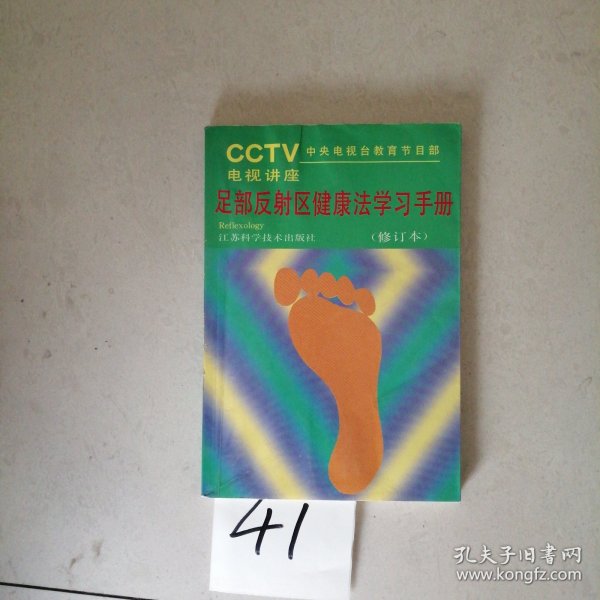 CCTV 中央电视台教育节目部
电视讲座
足部反射区健康法学习手册
Reflexology
江苏科学技术出版社 (修订本)
41
孔夫子旧书网
www.kongfz.com